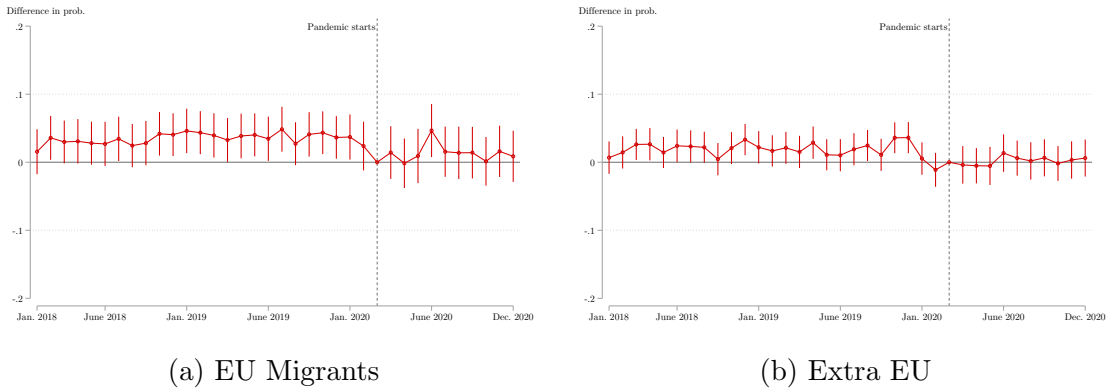 Difference in prob.
Pandemic starts
.2
.1
0
-.1
-.2
Jan. 2018 June 2018 Jan. 2019 June 2019 Jan. 2020 June 2020 Dec. 2020
(a) EU Migrants
Difference in prob.
Pandemic starts
.2
.1
0
-.1
-.2
Jan. 2018 June 2018 Jan. 2019 June 2019 Jan. 2020 June 2020 Dec. 2020
(b) Extra EU